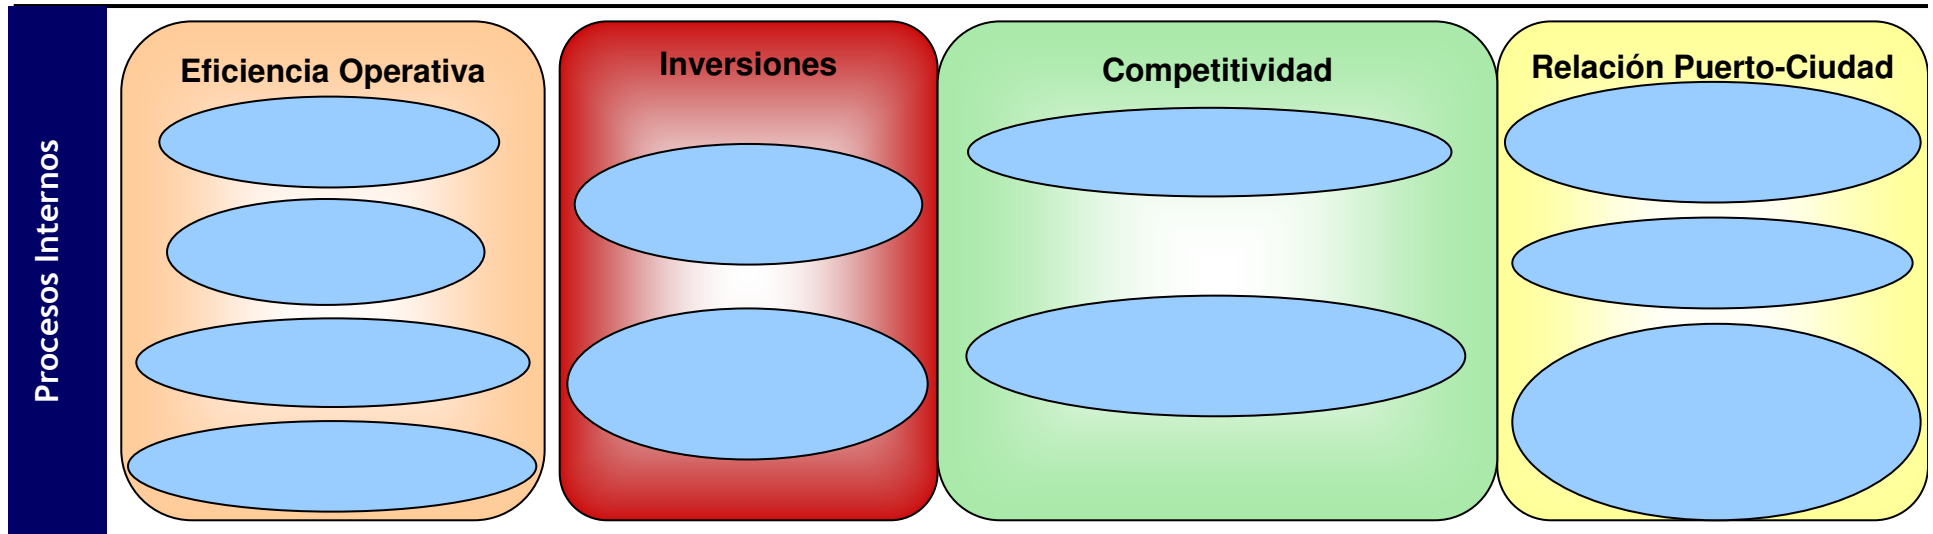 Procesos Internos
Eficiencia Operativa
Inversiones
Competitividad
Relación Puerto-Ciudad